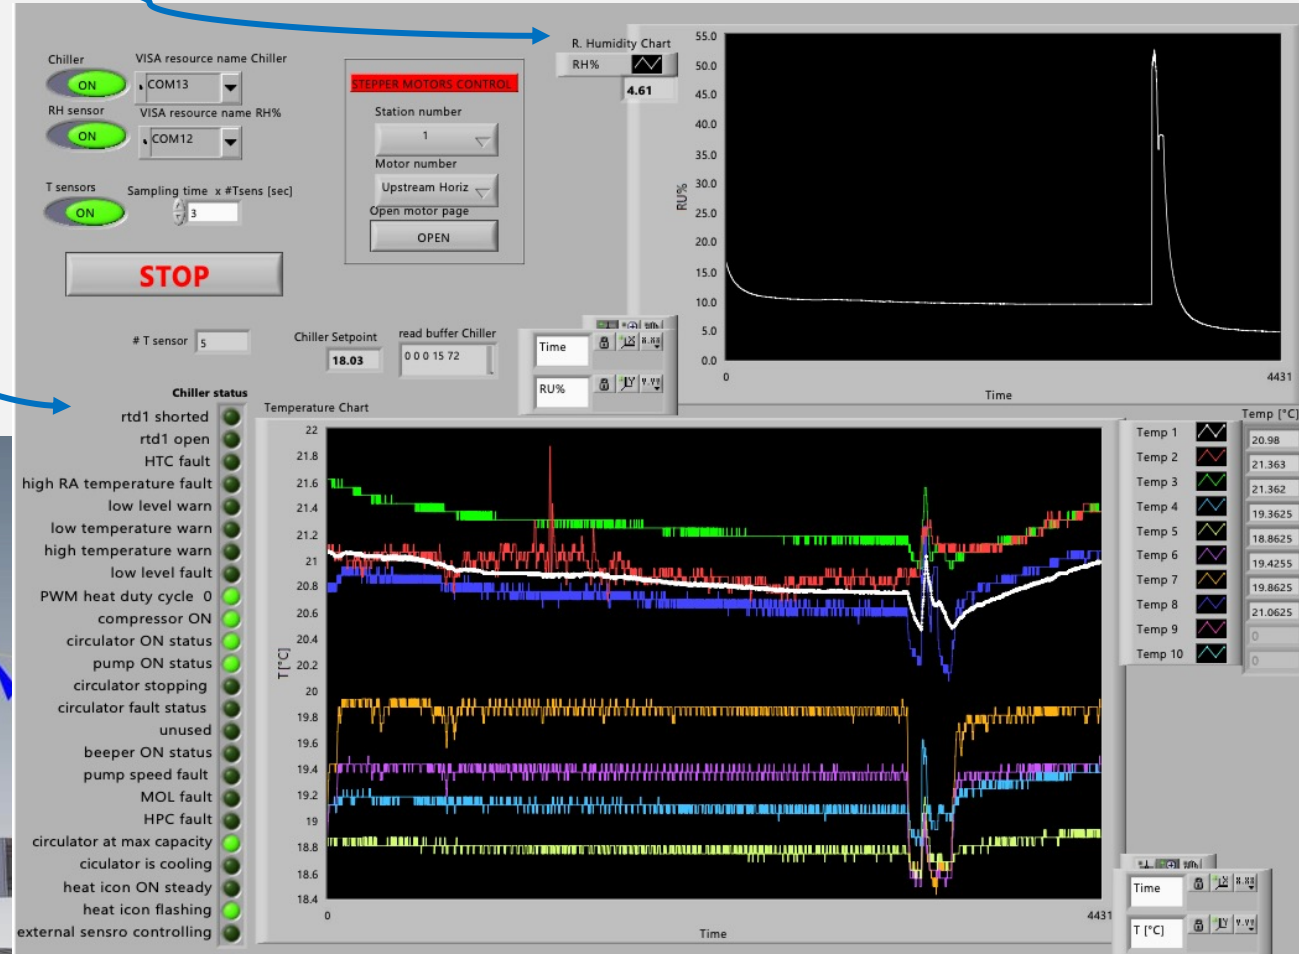 Chiller
VISA resource name Chiller
ON
COM13
RH sensor
VISA resource name RH%
ON
COM12
T sensors
Sampling time x #Tsens [sec]
ON
3
STOP
STEPPER MOTORS CONTROL
Station number
1
Motor number
Upstream Horiz
Open motor page
OPEN
R. Humidity Chart
RH%
4.61
55.0
50.0
45.0
40.0
35.0
30.0
25.0
20.0
15.0
10.0
5.0
0.0
RU%
0
4431
Time
# T sensor
5
Chiller Setpoint
18.03
read buffer Chiller
0 0 0 15 72
Time
RU%
Chiller status
rtd1 shorted
rtd1 open
HTC fault
high RA temperature fault
low level warn
low temperature warn
high temperature warn
low level fault
PWM heat duty cycle 0
compressor ON
circulator ON status
pump ON status
circulator stopping
circulator fault status
unused
beeper ON status
pump speed fault
MOL fault
HPC fault
circulator at max capacity
ciculator is cooling
heat icon ON steady
heat icon flashing
external sensro controlling
Temperature Chart
22
21.8
21.6
21.4
21.2
21
20.8
20.6
20.4
20.2
20
19.8
19.6
19.4
19.2
19
18.8
18.6
18.4
T[°C]
0
4431
Time
Temp [°C]
Temp 1
20.98
Temp 2
21.363
Temp 3
21.362
Temp 4
19.3625
Temp 5
18.8625
Temp 6
19.4255
Temp 7
19.8625
Temp 8
21.0625
Temp 9
0
Temp 10
0
Time
T [°C]